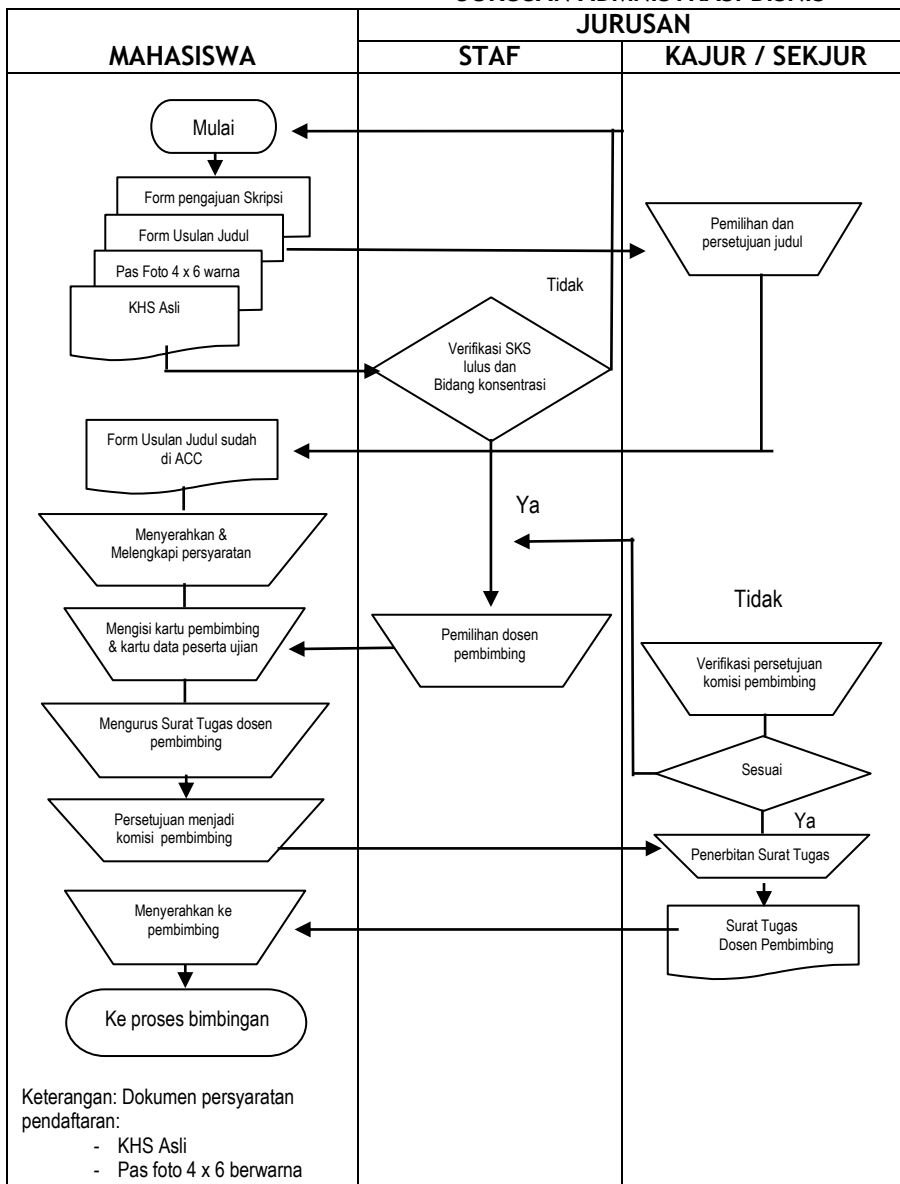 JURUSAN
MAHASISWA
STAF
KAJUR / SEKJUR
Mulai
Form pengajuan Skripsi
Form Usulan Judul
Pas Foto 4 x 6 warna
KHS Asli
Pemilihan dan
persetujuan judul
Tidak
Verifikasi SKS
lulus dan
Bidang konsentrasi
Form Usulan Judul sudah
di ACC
Ya
Menyerahkan &
Melengkapi persyaratan
Tidak
Mengisi kartu pembimbing
& kartu data peserta ujian
Pemilihan dosen
pembimbing
Verifikasi persetujuan
komisi pembimbing
Mengurus Surat Tugas dosen
pembimbing
Sesuai
Persetujuan menjadi
komisi pembimbing
Ya
Penerbitan Surat Tugas
Menyerahkan ke
pembimbing
Surat Tugas
Dosen Pembimbing
Ke proses bimbingan
Keterangan: Dokumen persyaratan
pendaftaran:
- KHS Asli
- Pas foto 4 x 6 berwarna